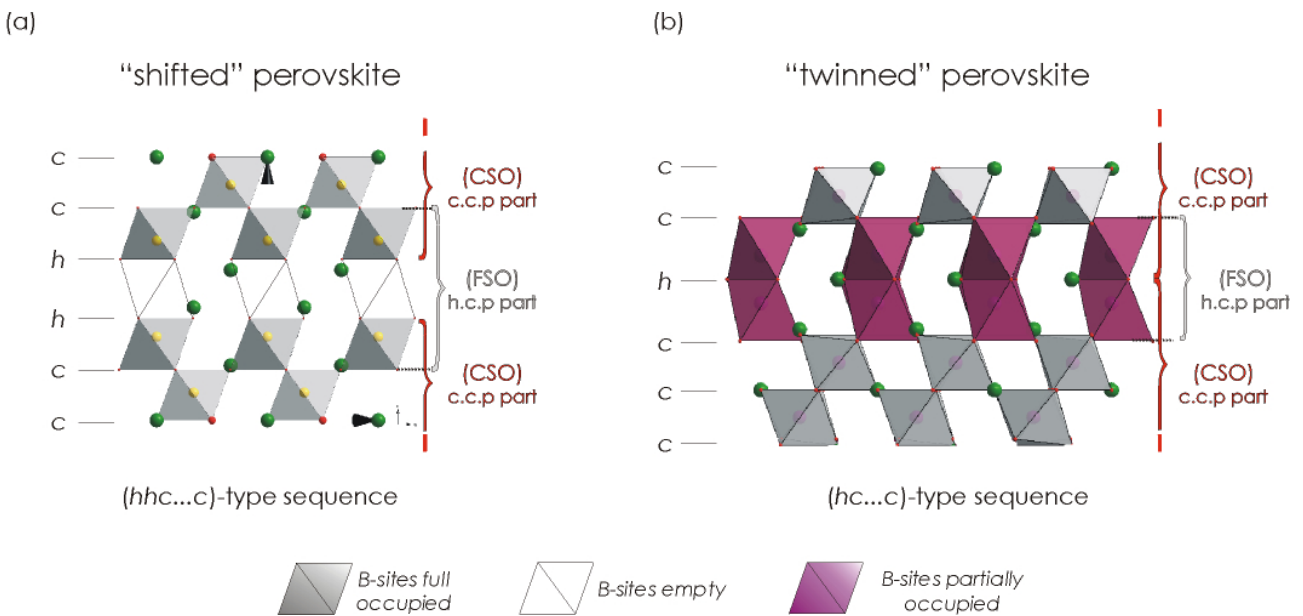 (a)
“shifted” perovskite
c
c
h
h
c
c
(CSO)
c.c.p part
(FSO)
h.c.p part
(CSO)
c.c.p part
(hhc...c)-type sequence
(b)
“twinned” perovskite
c
c
h
c
c
c
(CSO)
c.c.p part
(FSO)
h.c.p part
(CSO)
c.c.p part
(hc...c)-type sequence
B-sites full
occupied
B-sites empty
B-sites partially
occupied